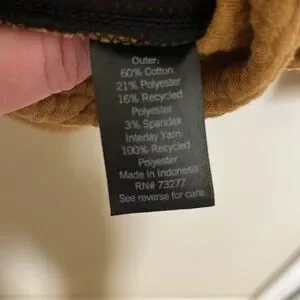 Outer:
60% Cotton
21% Polyester
16% Recycled
Polyester
3% Spandex
Interlay Yarn:
100% Recycled
Polyester
Made in Indonesia
RN# 73277
See reverse for care.